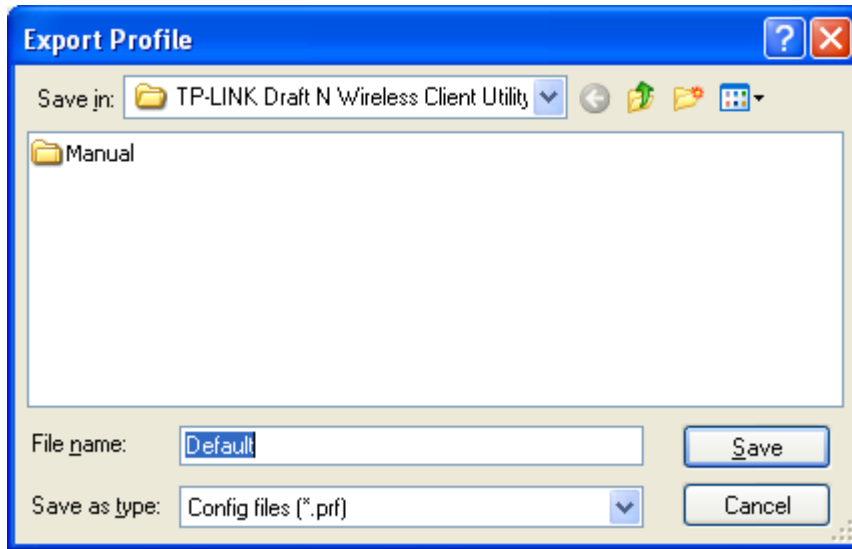 Export Profile
Save in: TP-LINK Draft N Wireless Client Utility
Manual
File name: Default Save
Save as type: Config files (*.prf) Cancel